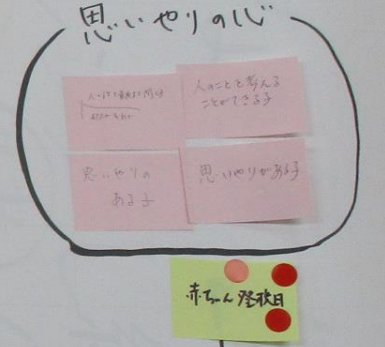 思いやりの心
人のことを考える
ことができる子
思いやりの
ある子
思いやりがある子
赤ちゃん登校日